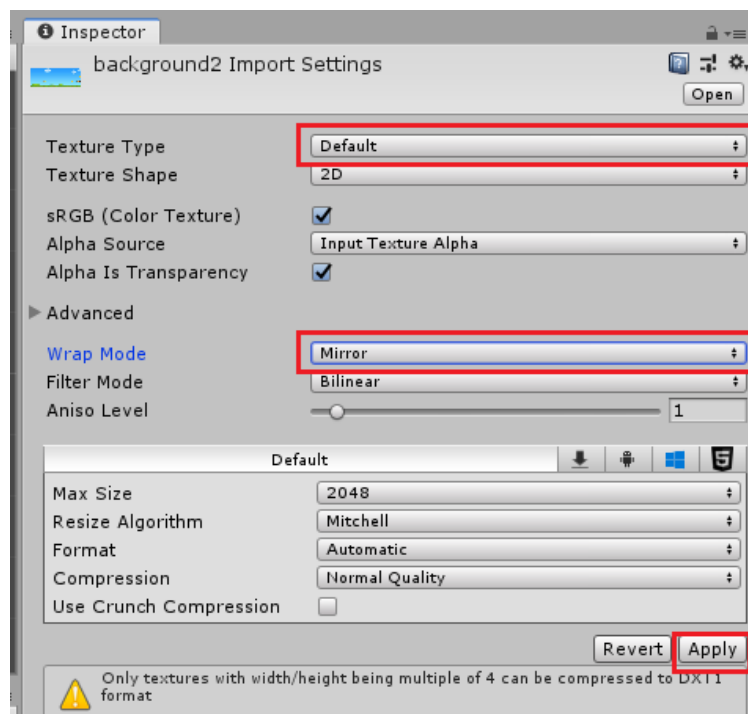 Inspector
background2 Import Settings
Open
Texture Type Default
Texture Shape 2D
sRGB (Color Texture)
Alpha Source Input Texture Alpha
Alpha Is Transparency
Advanced
Wrap Mode Mirror
Filter Mode Bilinear
Aniso Level 1
Default
Max Size 2048
Resize Algorithm Mitchell
Format Automatic
Compression Normal Quality
Use Crunch Compression
Revert Apply
Only textures with width/height being multiple of 4 can be compressed to DXT1
format